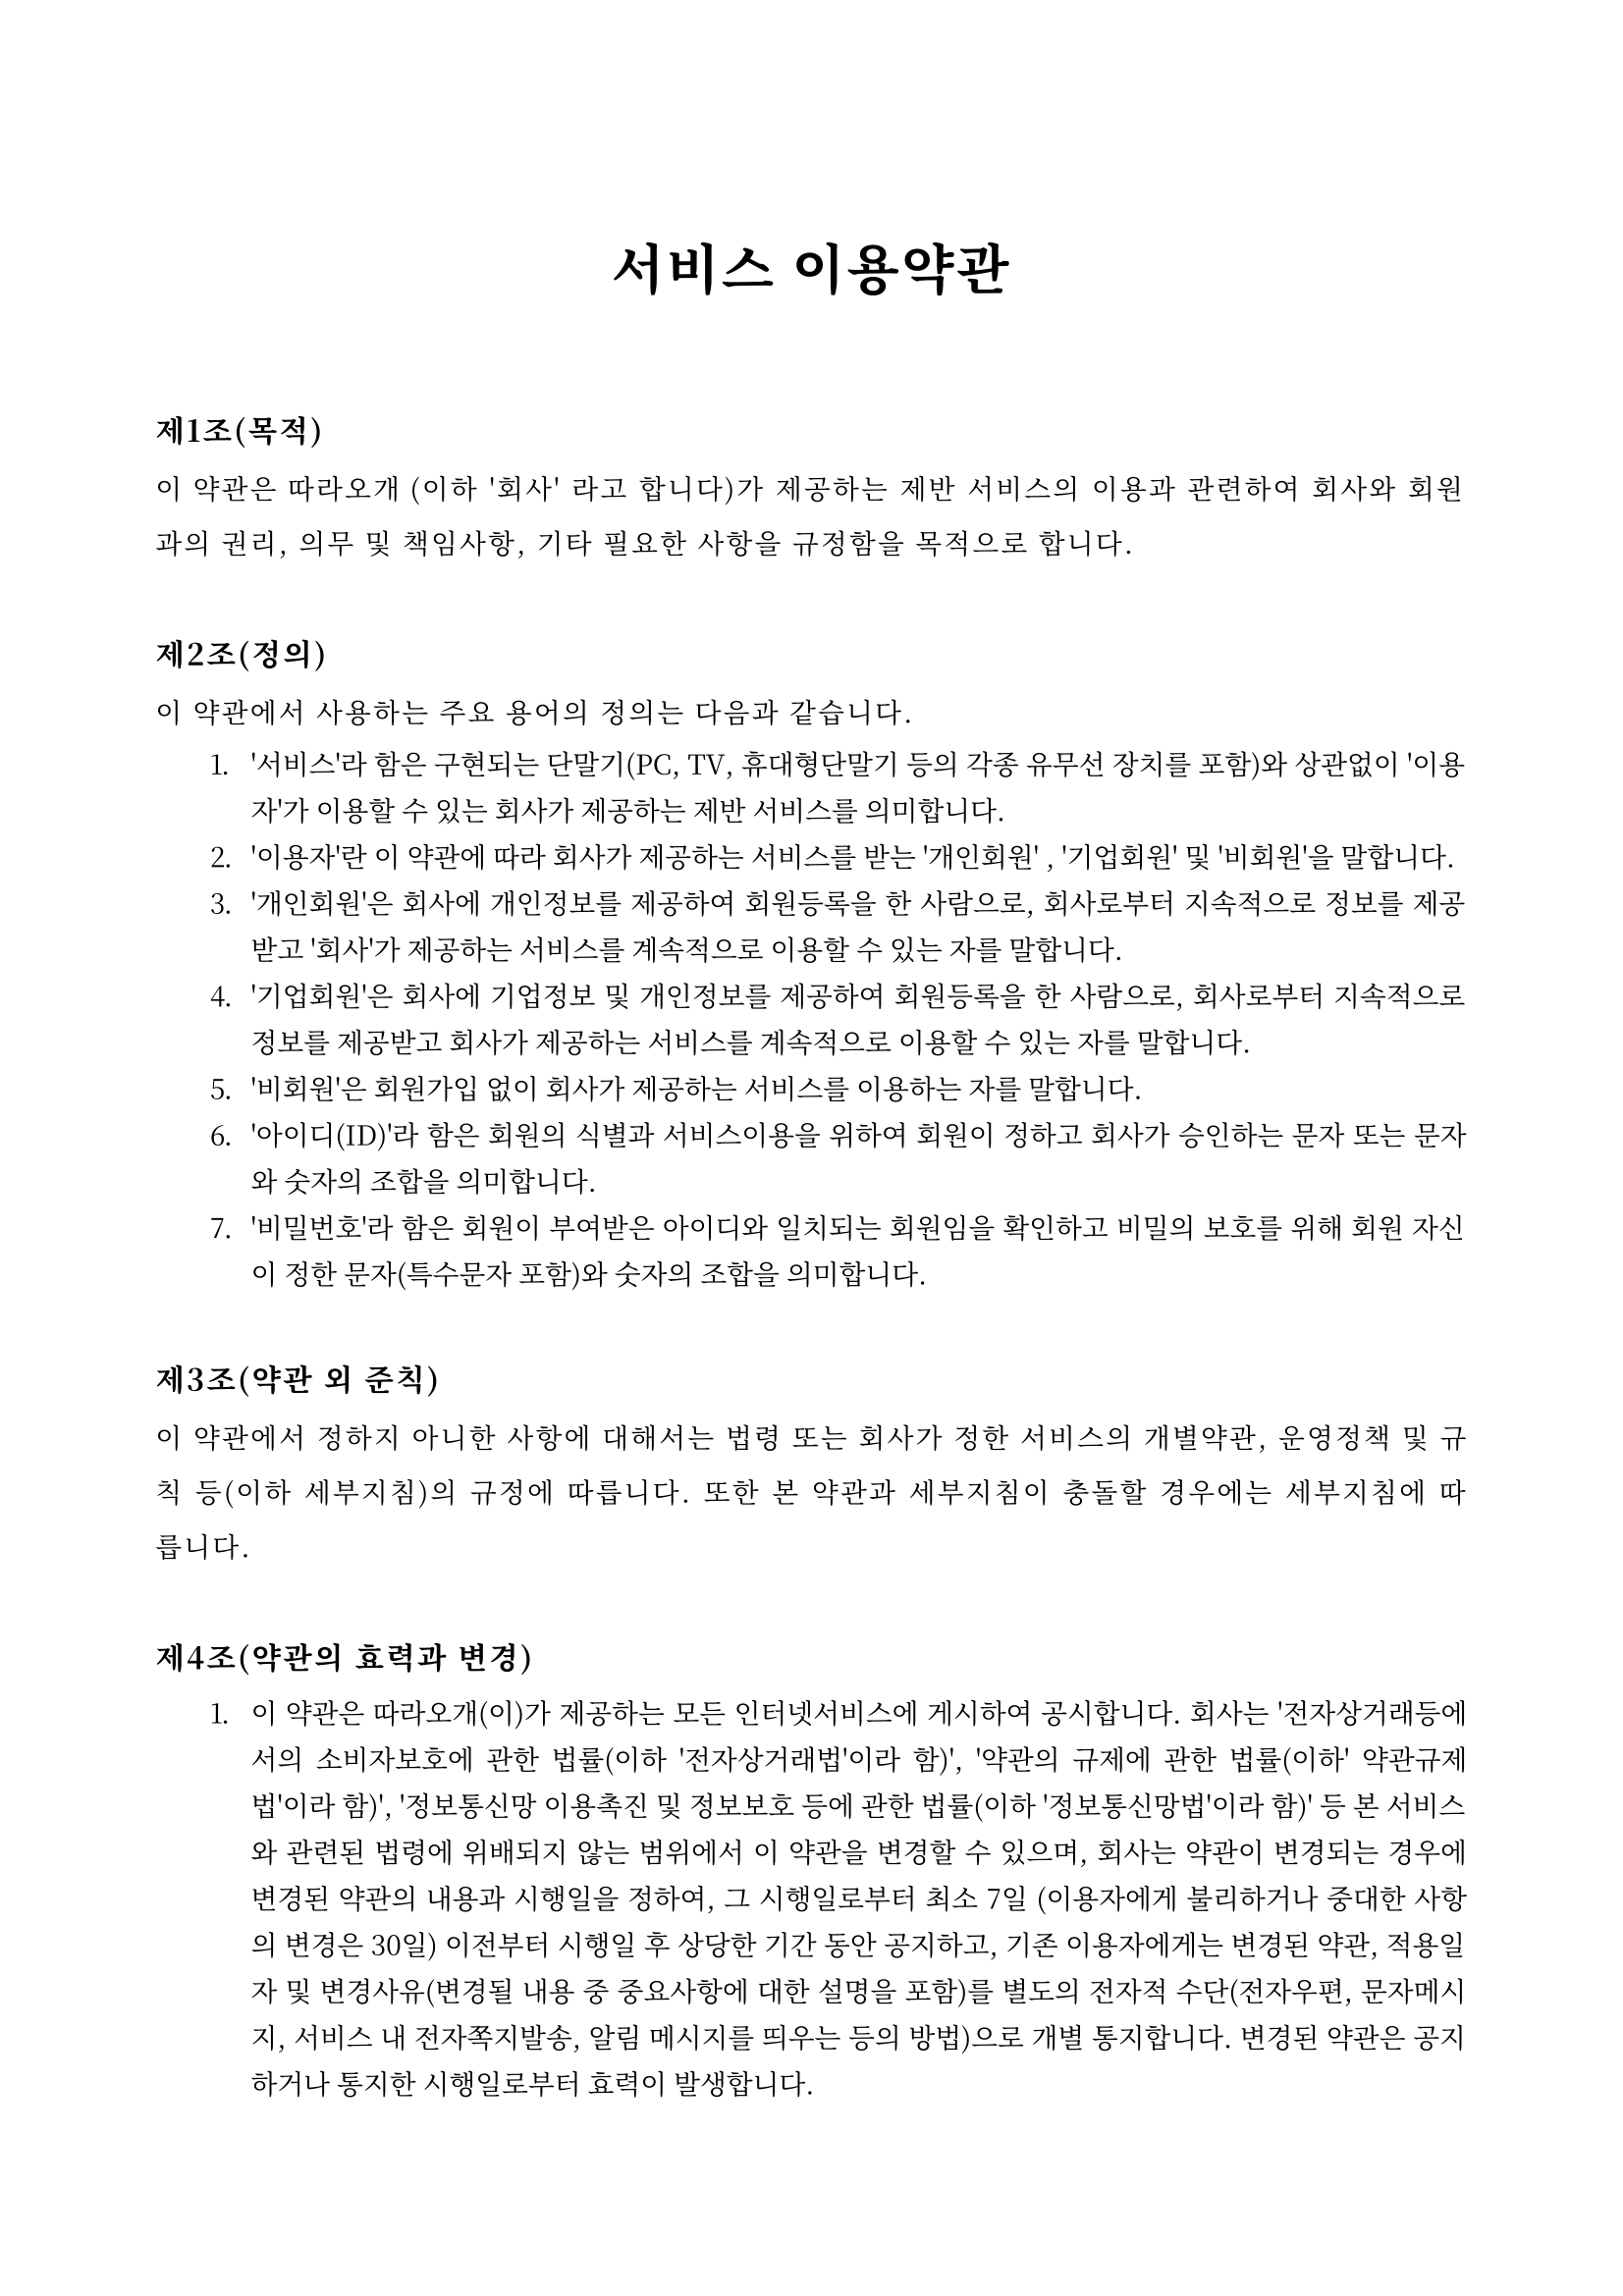 서비스 이용약관
제1조(목적)
이 약관은 따라오개 (이하 '회사' 라고 합니다)가 제공하는 제반 서비스의 이용과 관련하여 회사와 회원
과의 권리, 의무 및 책임사항, 기타 필요한 사항을 규정함을 목적으로 합니다.
제2조(정의)
이 약관에서 사용하는 주요 용어의 정의는 다음과 같습니다.
1. '서비스'라 함은 구현되는 단말기(PC, TV, 휴대형단말기 등의 각종 유무선 장치를 포함)와 상관없이 '이용
자'가 이용할 수 있는 회사가 제공하는 제반 서비스를 의미합니다.
2. '이용자'란 이 약관에 따라 회사가 제공하는 서비스를 받는 '개인회원' , '기업회원' 및 '비회원'을 말합니다.
3. '개인회원'은 회사에 개인정보를 제공하여 회원등록을 한 사람으로, 회사로부터 지속적으로 정보를 제공
받고 '회사'가 제공하는 서비스를 계속적으로 이용할 수 있는 자를 말합니다.
4. '기업회원'은 회사에 기업정보 및 개인정보를 제공하여 회원등록을 한 사람으로, 회사로부터 지속적으로
정보를 제공받고 회사가 제공하는 서비스를 계속적으로 이용할 수 있는 자를 말합니다.
5. '비회원'은 회원가입 없이 회사가 제공하는 서비스를 이용하는 자를 말합니다.
6. '아이디(ID)'라 함은 회원의 식별과 서비스이용을 위하여 회원이 정하고 회사가 승인하는 문자 또는 문자
와 숫자의 조합을 의미합니다.
7. '비밀번호'라 함은 회원이 부여받은 아이디와 일치되는 회원임을 확인하고 비밀의 보호를 위해 회원 자신
이 정한 문자(특수문자 포함)와 숫자의 조합을 의미합니다.
제3조(약관 외 준칙)
이 약관에서 정하지 아니한 사항에 대해서는 법령 또는 회사가 정한 서비스의 개별약관, 운영정책 및 규
칙 등(이하 세부지침)의 규정에 따릅니다. 또한 본 약관과 세부지침이 충돌할 경우에는 세부지침에 따
릅니다.
제4조(약관의 효력과 변경)
1. 이 약관은 따라오개(이)가 제공하는 모든 인터넷서비스에 게시하여 공시합니다. 회사는 '전자상거래등에
서의 소비자보호에 관한 법률(이하 '전자상거래법'이라 함)', '약관의 규제에 관한 법률(이하' 약관규제
법'이라 함)', '정보통신망 이용촉진 및 정보보호 등에 관한 법률(이하 '정보통신망법'이라 함)' 등 본 서비스
와 관련된 법령에 위배되지 않는 범위에서 이 약관을 변경할 수 있으며, 회사는 약관이 변경되는 경우에
변경된 약관의 내용과 시행일을 정하여, 그 시행일로부터 최소 7일 (이용자에게 불리하거나 중대한 사항
의 변경은 30일) 이전부터 시행일 후 상당한 기간 동안 공지하고, 기존 이용자에게는 변경된 약관, 적용일
자 및 변경사유(변경될 내용 중 중요사항에 대한 설명을 포함)를 별도의 전자적 수단(전자우편, 문자메시
지, 서비스 내 전자쪽지발송, 알림 메시지를 띄우는 등의 방법)으로 개별 통지합니다. 변경된 약관은 공지
하거나 통지한 시행일로부터 효력이 발생합니다.